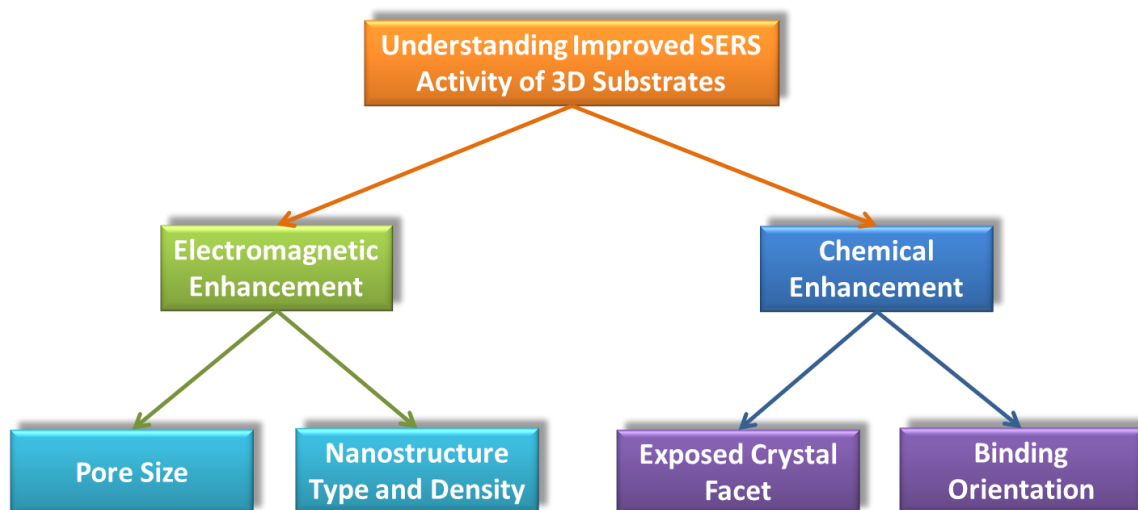 Understanding Improved SERS
Activity of 3D Substrates
Electromagnetic
Enhancement
Chemical
Enhancement
Pore Size
Nanostructure
Type and Density
Exposed Crystal
Facet
Binding
Orientation